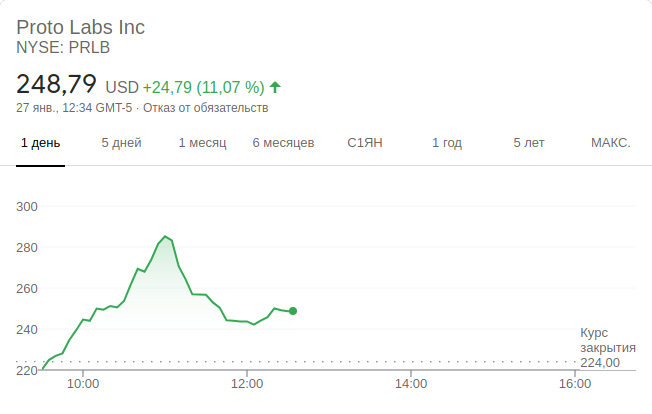 Proto Labs Inc
NYSE: PRLB
248,79 USD +24,79 (11,07 %)
27 янв., 12:34 GMT-5 · Отказ от обязательств
1 день 5 дней 1 месяц 6 месяцев С1ЯН 1 год 5 лет МАКС.
300
280
260
240
Курс
закрытия
224,00
220
10:00 12:00 14:00 16:00